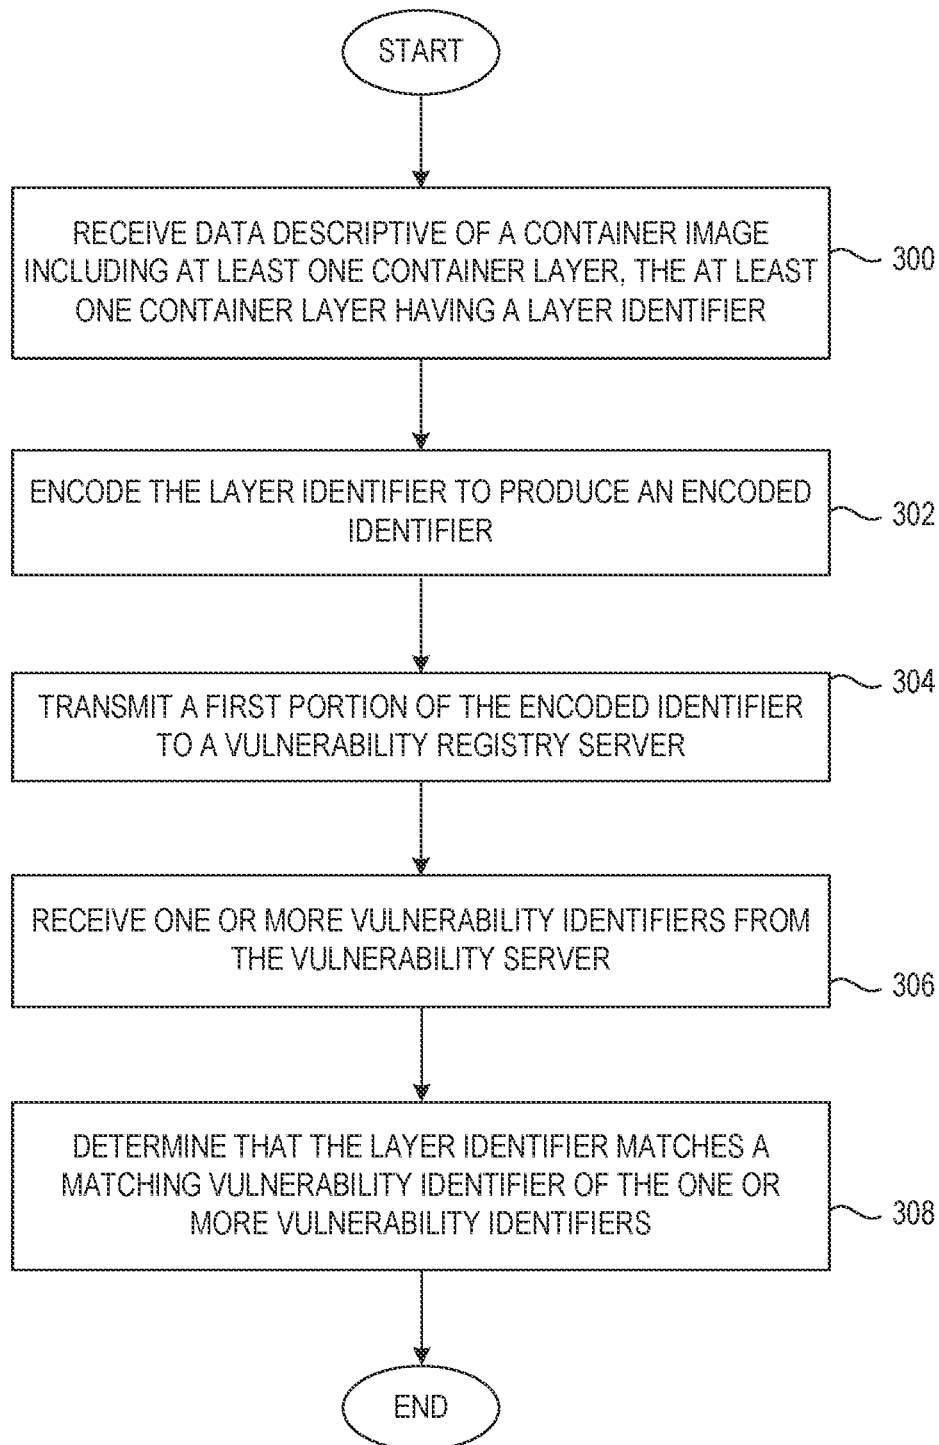 START
RECEIVE DATA DESCRIPTIVE OF A CONTAINER IMAGE
INCLUDING AT LEAST ONE CONTAINER LAYER, THE AT LEAST
ONE CONTAINER LAYER HAVING A LAYER IDENTIFIER
300
ENCODE THE LAYER IDENTIFIER TO PRODUCE AN ENCODED
IDENTIFIER
302
TRANSMIT A FIRST PORTION OF THE ENCODED IDENTIFIER
TO A VULNERABILITY REGISTRY SERVER
304
RECEIVE ONE OR MORE VULNERABILITY IDENTIFIERS FROM
THE VULNERABILITY SERVER
306
DETERMINE THAT THE LAYER IDENTIFIER MATCHES A
MATCHING VULNERABILITY IDENTIFIER OF THE ONE OR
MORE VULNERABILITY IDENTIFIERS
308
END